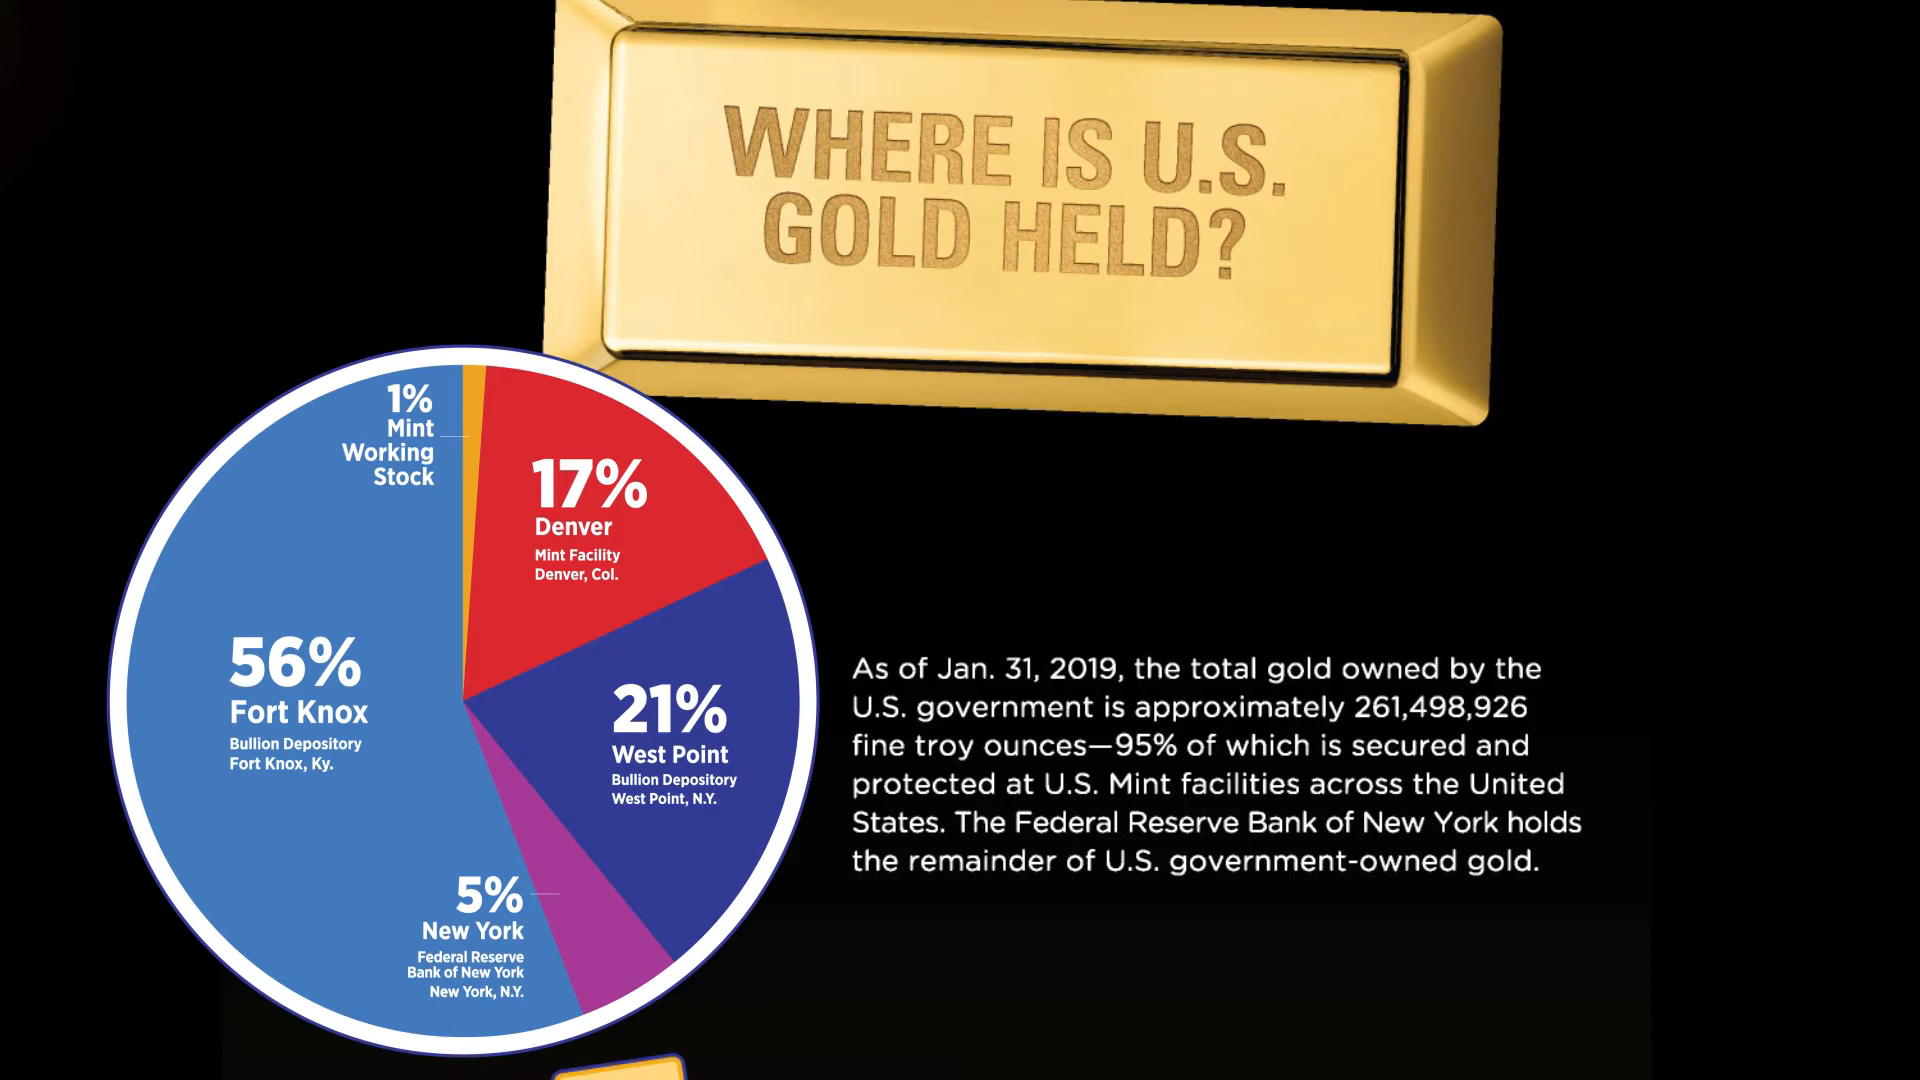 WHERE IS U.S.
GOLD HELD?
1%
Mint
Working
Stock
17%
Denver
Mint Facility
Denver, Col.
56%
Fort Knox
Bullion Depository
Fort Knox, Ky.
21%
West Point
Bullion Depository
West Point, N.Y.
5%
New York
Federal Reserve
Bank of New York
New York, N.Y.
As of Jan. 31, 2019, the total gold owned by the
U.S. government is approximately 261,498,926
fine troy ounces—95% of which is secured and
protected at U.S. Mint facilities across the United
States. The Federal Reserve Bank of New York holds
the remainder of U.S. government-owned gold.